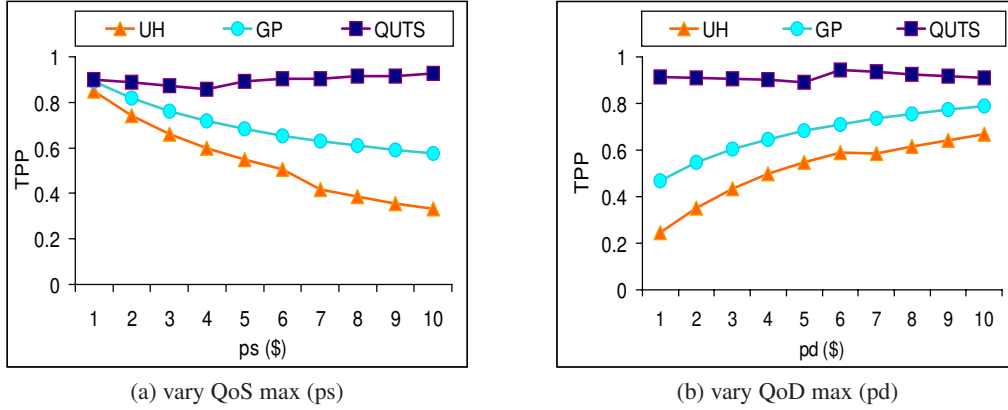 UH GP QUTS
1
0.8
0.6
0.4
0.2
0
TPP
1 2 3 4 5 6 7 8 9 10
ps ($)
(a) vary QoS max (ps)
UH GP QUTS
1
0.8
0.6
0.4
0.2
0
TPP
1 2 3 4 5 6 7 8 9 10
pd ($)
(b) vary QoD max (pd)